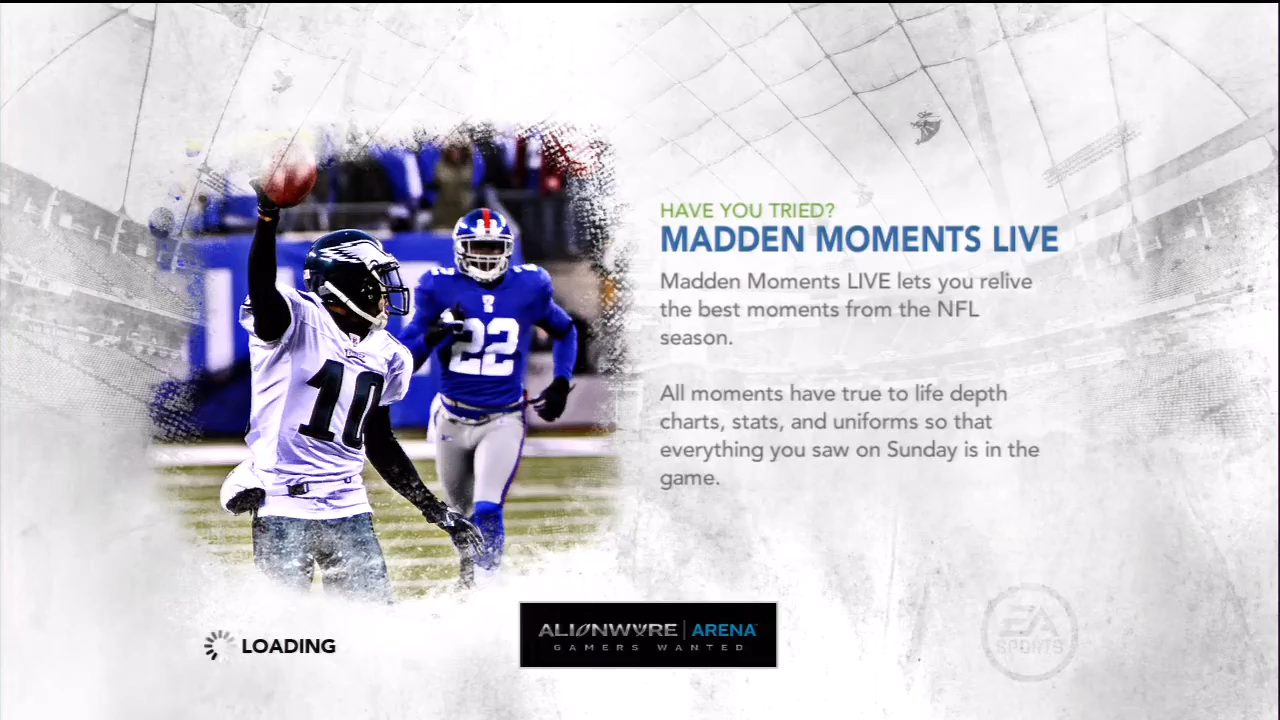 HAVE YOU TRIED?
MADDEN MOMENTS LIVE
Madden Moments LIVE lets you relive
the best moments from the NFL
season.
All moments have true to life depth
charts, stats, and uniforms so that
everything you saw on Sunday is in the
game.
22
10
LOADING
ALIONWYRE | ARENA
GAMERS WANTED
EA
SPORTS